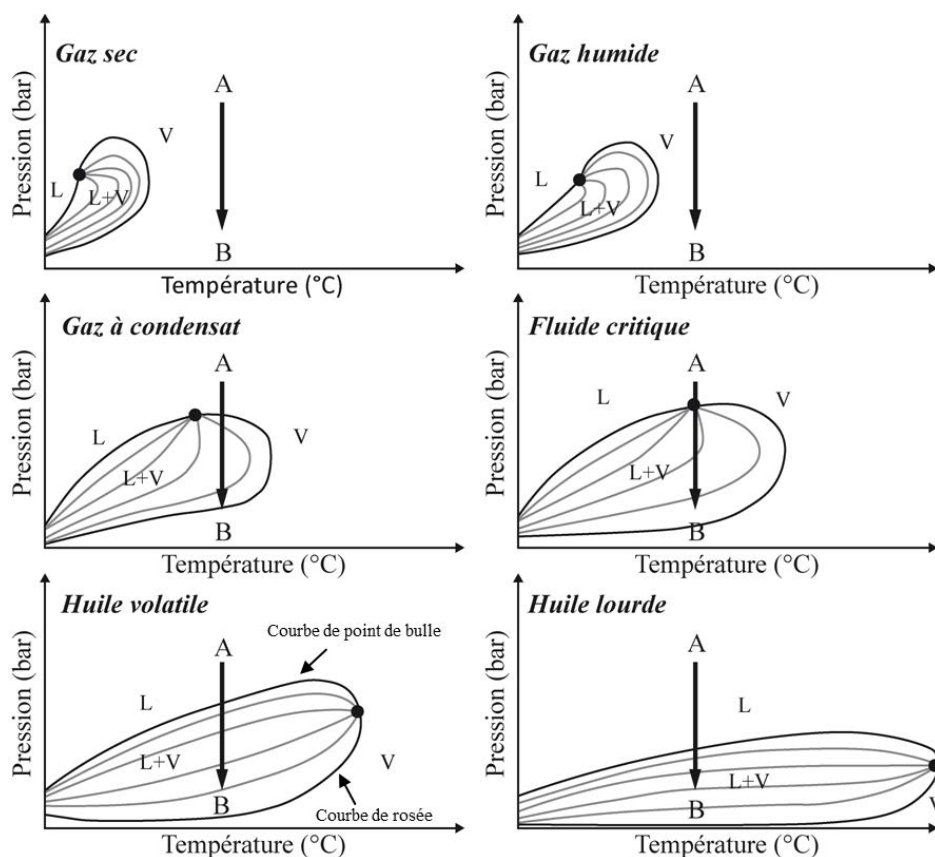 Gaz sec
Pression (bar)
A
V
L
L+V
B
Température (°C)
Gaz humide
Pression (bar)
A
V
L
L+V
B
Température (°C)
Gaz à condensat
Pression (bar)
A
L
V
L+V
B
Température (°C)
Fluide critique
Pression (bar)
A
L
V
L+V
B
Température (°C)
Huile volatile
Pression (bar)
Courbe de point de bulle
A
L
L+V
V
B
Courbe de rosée
Température (°C)
Huile lourde
Pression (bar)
A
L
L+V
B
V
Température (°C)